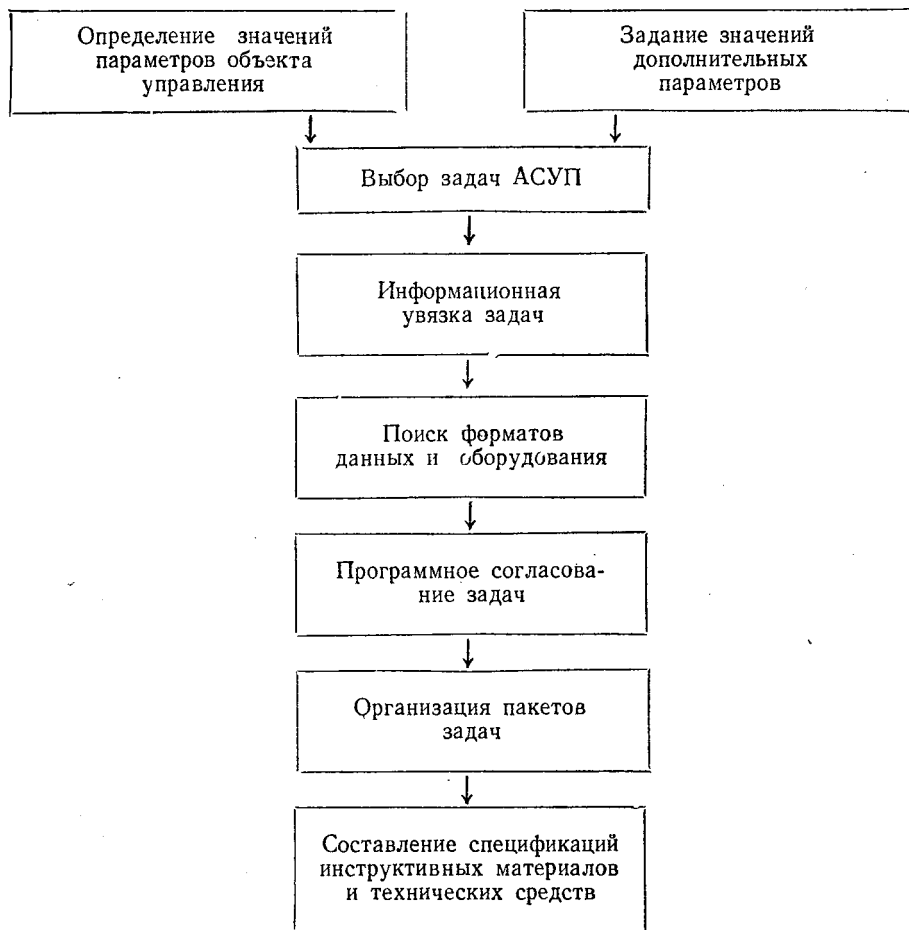 Определение значений
параметров объекта
управления
Задание значений
дополнительных
параметров
Выбор задач АСУП
Информационная
увязка задач
Поиск форматов
данных и оборудования
Программное согласова-
ние задач
Организация пакетов
задач
Составление спецификаций
инструктивных материалов
и технических средств